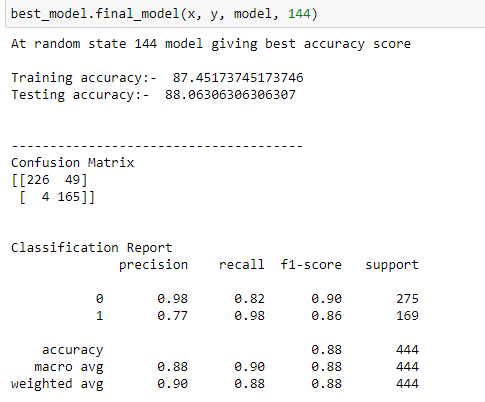 best_model.final_model(x, y, model, 144)
At random state 144 model giving best accuracy score
Training accuracy:-  87.45173745173746
Testing accuracy:-  88.06306306306307
-------------------------------------
Confusion Matrix
[[226  49]
 [  4 165]]
Classification Report
              precision    recall  f1-score   support
           0       0.98      0.82      0.90       275
           1       0.77      0.98      0.86       169
    accuracy                           0.88       444
   macro avg       0.88      0.90      0.88       444
weighted avg       0.90      0.88      0.88       444